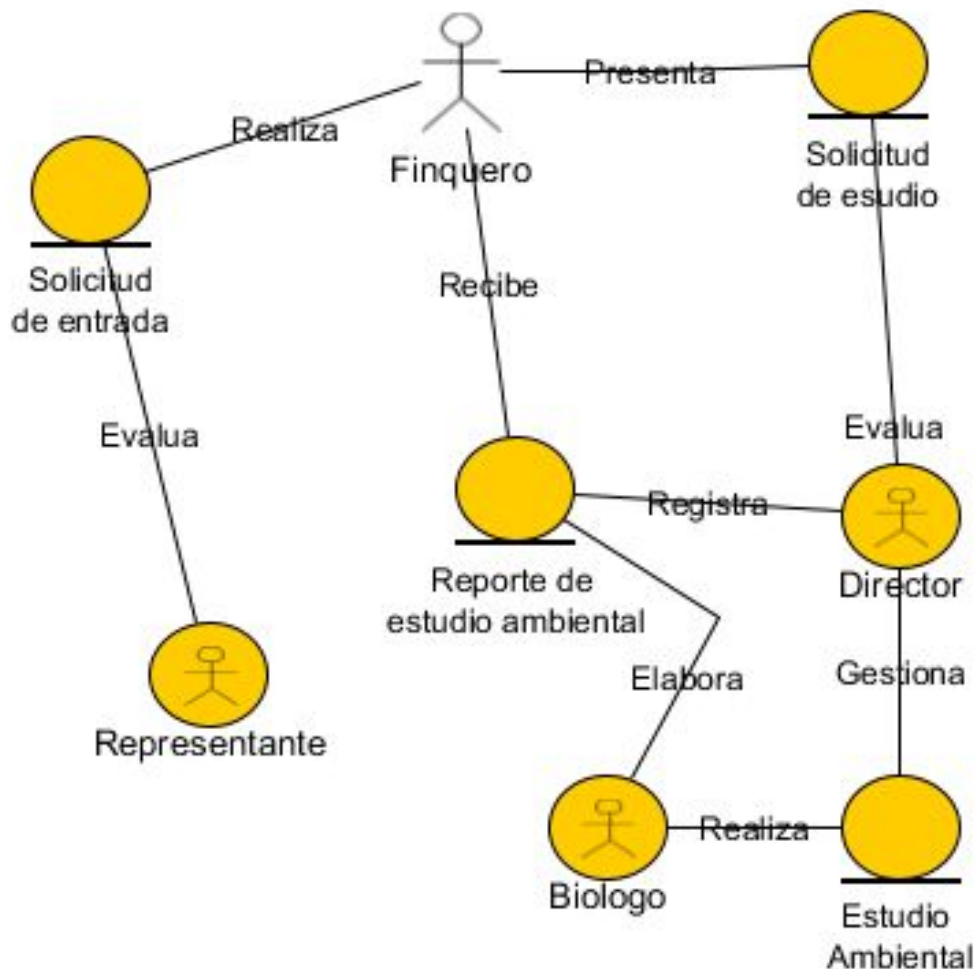 Presenta
Realiza
Finquero
Solicitud
de esudio
Solicitud
de entrada
Recibe
Evalua
Evalua
Registra
Reporte de
estudio ambiental
Director
Elabora
Gestiona
Representante
Realiza
Biologo
Estudio
Ambiental